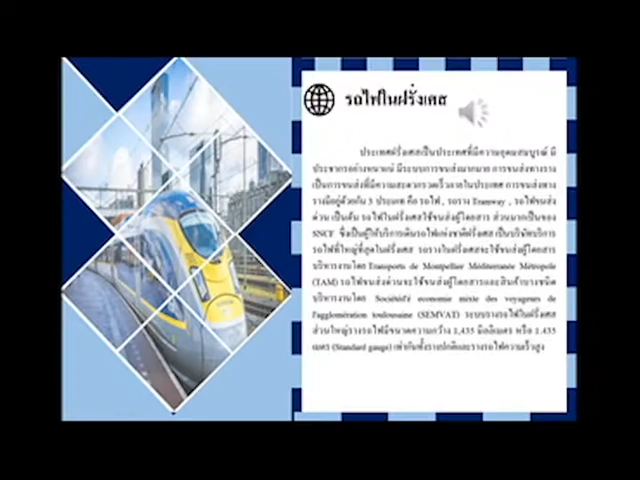 รถไฟในฝรั่งเศส
ประเทศฝรั่งเศสเป็นประเทศที่มีความอุดมสมบูรณ์ มี
ประชากรอย่างหนาแน่ มีระบบการขนส่งมากมาย การขนส่งทางราง
เป็นการขนส่งที่มีความสะดวกรวดเร็วภายในประเทศ การขนส่งทาง
รางมีอยู่ด้วยกัน 3 ประเภท คือ รถไฟ , รถราง Tramway , รถไฟขนส่ง
ด่วน เป็นต้น รถไฟในฝรั่งเศสใช้ขนส่งผู้โดยสาร ส่วนมากเป็นของ
SNCF ซึ่งเป็นผู้ให้บริการเดินรถไฟแห่งชาติฝรั่งเศส เป็นบริษัทบริการ
รถไฟที่ใหญ่ที่สุดในฝรั่งเศส รถรางในฝรั่งเศสจะใช้ขนส่งผู้โดยสาร
บริหารงานโดย Transports de Montpellier Méditerranée Métropole
(TAM) รถไฟขนส่งด่วนจะใช้ขนส่งผู้โดยสารและสินค้าบางชนิด
บริหารงานโดย Sociétéd'é economie mixte des voyageurs de
l'agglomération toulousaine (SEMVAT) ระบบรางรถไฟในฝรั่งเศส
ส่วนใหญ่รางรถไฟมีขนาดความกว้าง 1,435 มิลลิเมตร หรือ 1.435
เมตร (Standard gauge) เท่ากันทั้งรางปกติและรางรถไฟความเร็วสูง